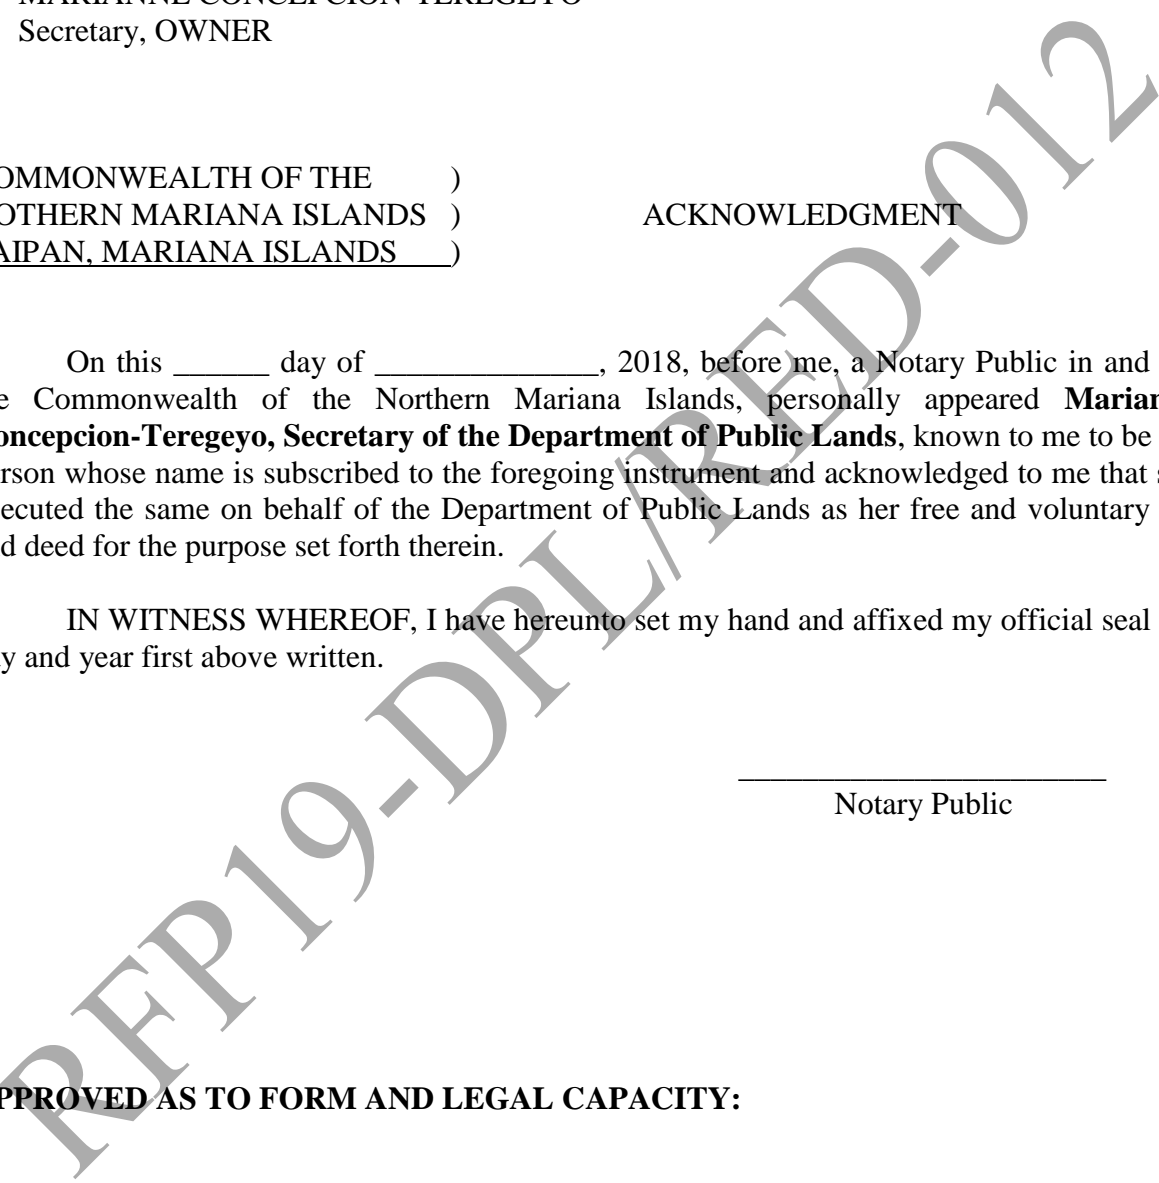 MARIANNE CONCEPCION-TEREGEYO
Secretary, OWNER
OMMONWEALTH OF THE )
OTHERN MARIANA ISLANDS ) ACKNOWLEDGMENT
AIPAN, MARIANA ISLANDS )
On this ______ day of ______________, 2018, before me, a Notary Public in and
e Commonwealth of the Northern Mariana Islands, personally appeared Marian
oncepcion-Teregeyo, Secretary of the Department of Public Lands, known to me to be
rson whose name is subscribed to the foregoing instrument and acknowledged to me that s
ecuted the same on behalf of the Department of Public Lands as her free and voluntary
d deed for the purpose set forth therein.
IN WITNESS WHEREOF, I have hereunto set my hand and affixed my official seal
y and year first above written.
_______________________
Notary Public
PPROVED AS TO FORM AND LEGAL CAPACITY:
RFP19-DPL/RED-012